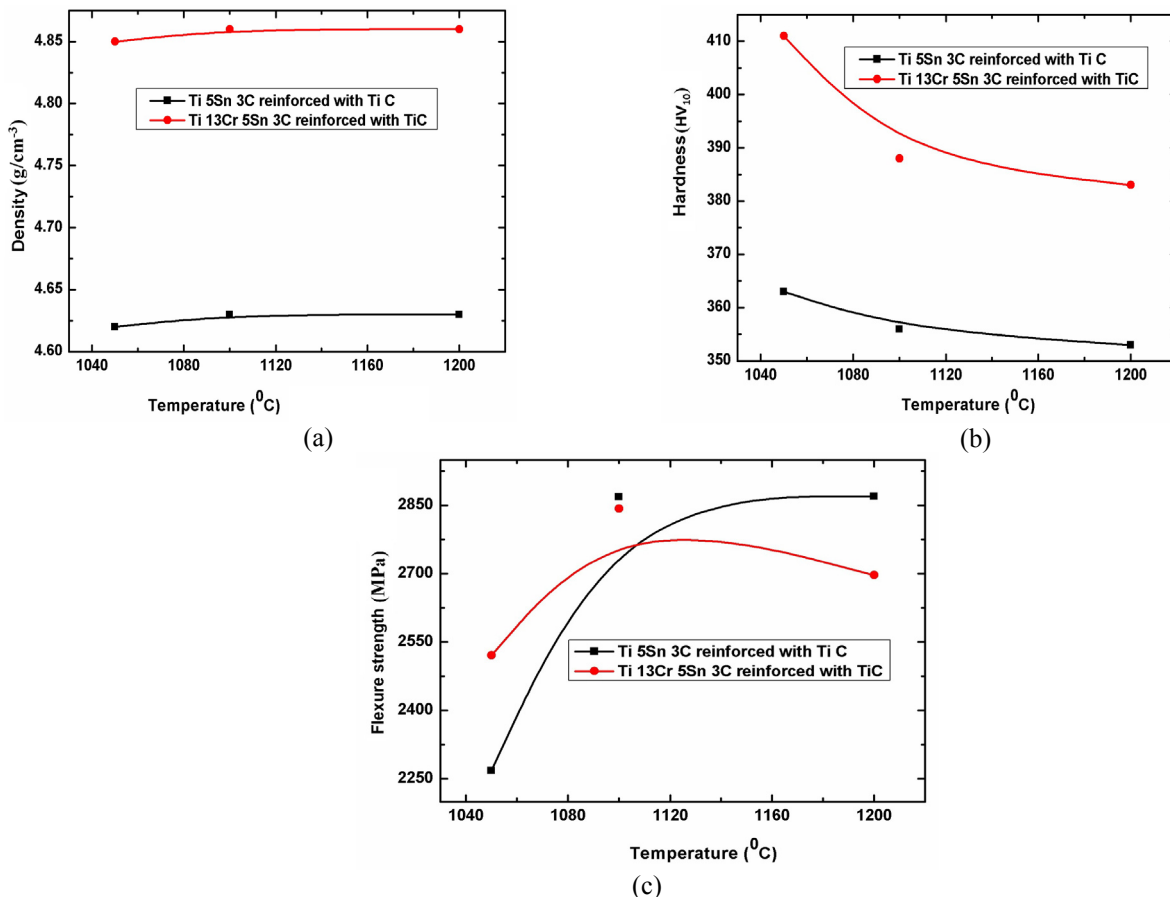 4.85
4.80
4.75
4.70
4.65
4.60
Density (g/cm⁻³)
Ti 5Sn 3C reinforced with Ti C
Ti 13Cr 5Sn 3C reinforced with TiC
1040 1080 1120 1160 1200
Temperature (⁰C)
(a)
410
400
390
380
370
360
350
Hardness (HV₁₀)
Ti 5Sn 3C reinforced with Ti C
Ti 13Cr 5Sn 3C reinforced with TiC
1040 1080 1120 1160 1200
Temperature (⁰C)
(b)
2850
2700
2550
2400
2250
Flexure strength (MPa)
Ti 5Sn 3C reinforced with Ti C
Ti 13Cr 5Sn 3C reinforced with TiC
1040 1080 1120 1160 1200
Temperature (⁰C)
(c)